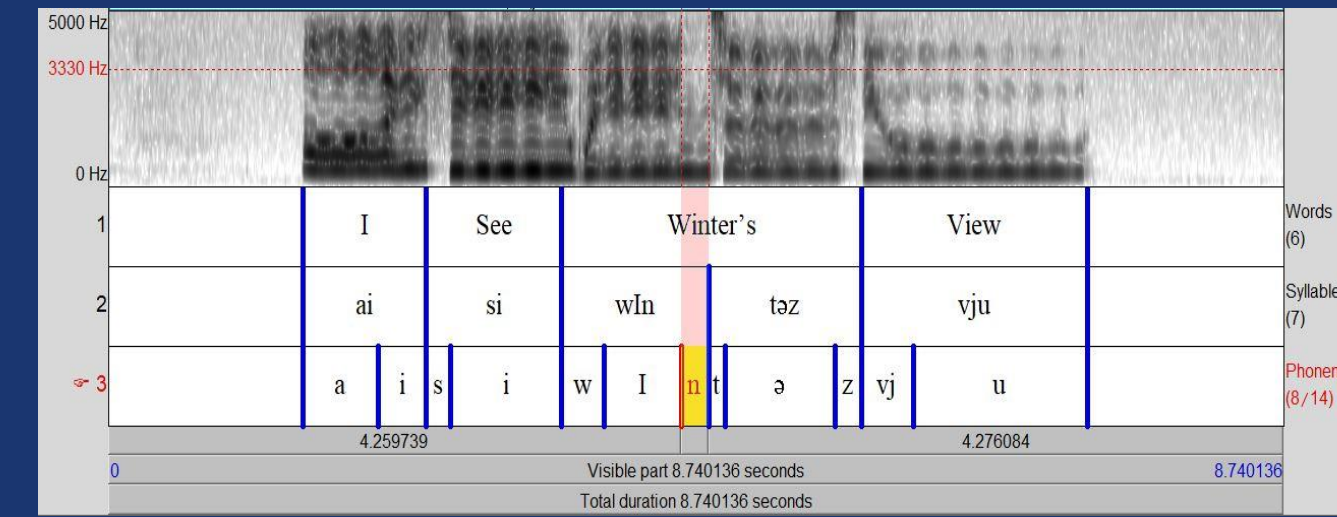 5000 Hz
3330 Hz
0 Hz
1 I See Winter's View Words
(6)
2 ai si wIn təz vju Syllable
(7)
☞ 3 a i s i w I n t ə z vj u Phonem
(8/14)
4.259739 4.276084
0 Visible part 8.740136 seconds 8.740136
Total duration 8.740136 seconds